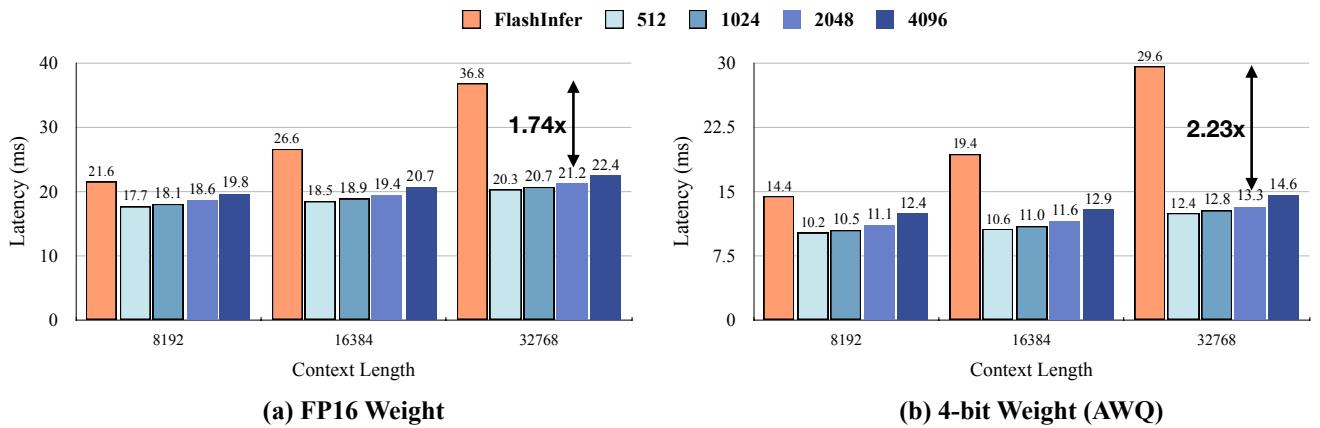 FlashInfer 512 1024 2048 4096
Latency (ms)
40
30
20
10
0
21.6 17.7 18.1 18.6 19.8
26.6 18.5 18.9 19.4 20.7
36.8 20.3 20.7 21.2 22.4
1.74x
8192 16384 32768
Context Length
(a) FP16 Weight
Latency (ms)
30
22.5
15
7.5
0
14.4 10.2 10.5 11.1 12.4
19.4 10.6 11.0 11.6 12.9
29.6 12.4 12.8 13.3 14.6
2.23x
8192 16384 32768
Context Length
(b) 4-bit Weight (AWQ)